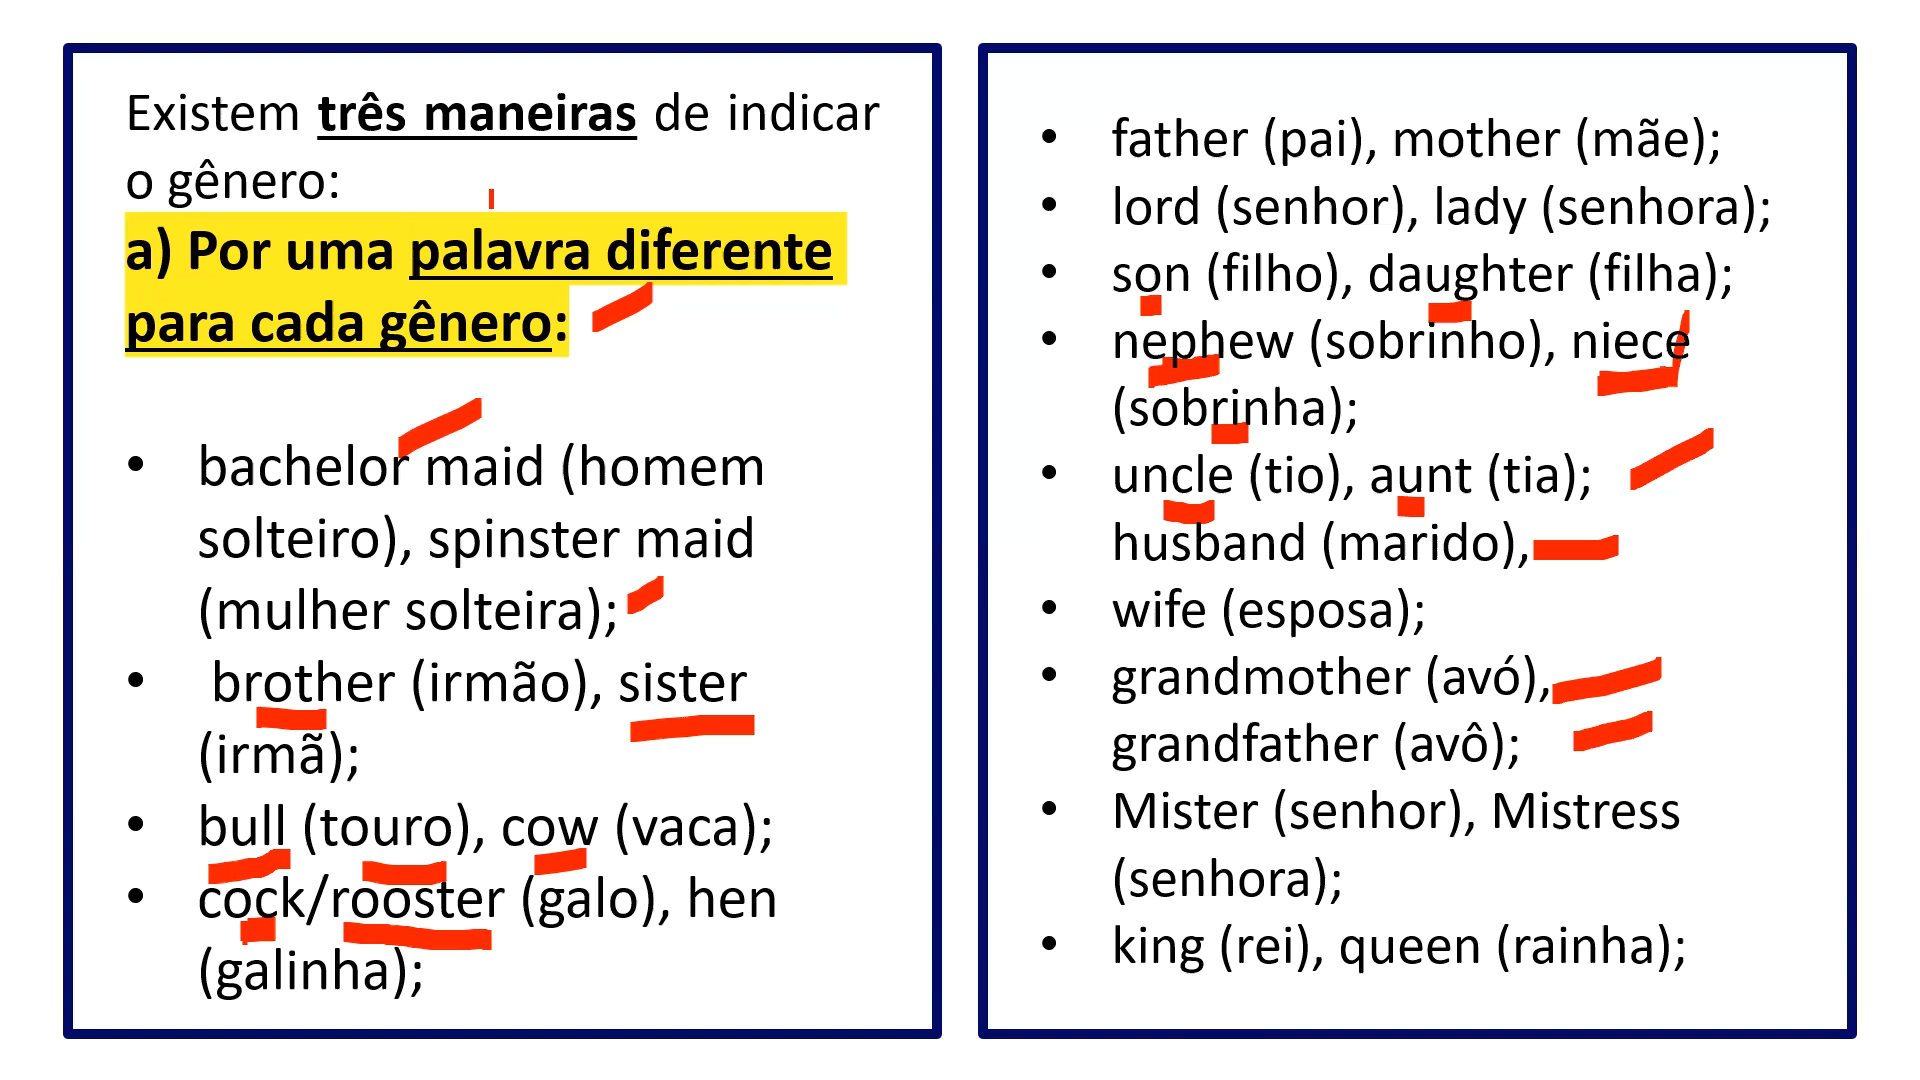 Existem três maneiras de indicar
o gênero:
a) Por uma palavra diferente
para cada gênero:
• bachelor maid (homem
solteiro), spinster maid
(mulher solteira);
• brother (irmão), sister
(irmã);
• bull (touro), cow (vaca);
• cock/rooster (galo), hen
(galinha);
• father (pai), mother (mãe);
• lord (senhor), lady (senhora);
• son (filho), daughter (filha);
• nephew (sobrinho), niece
(sobrinha);
• uncle (tio), aunt (tia);
husband (marido),
• wife (esposa);
• grandmother (avó),
grandfather (avô);
• Mister (senhor), Mistress
(senhora);
• king (rei), queen (rainha);